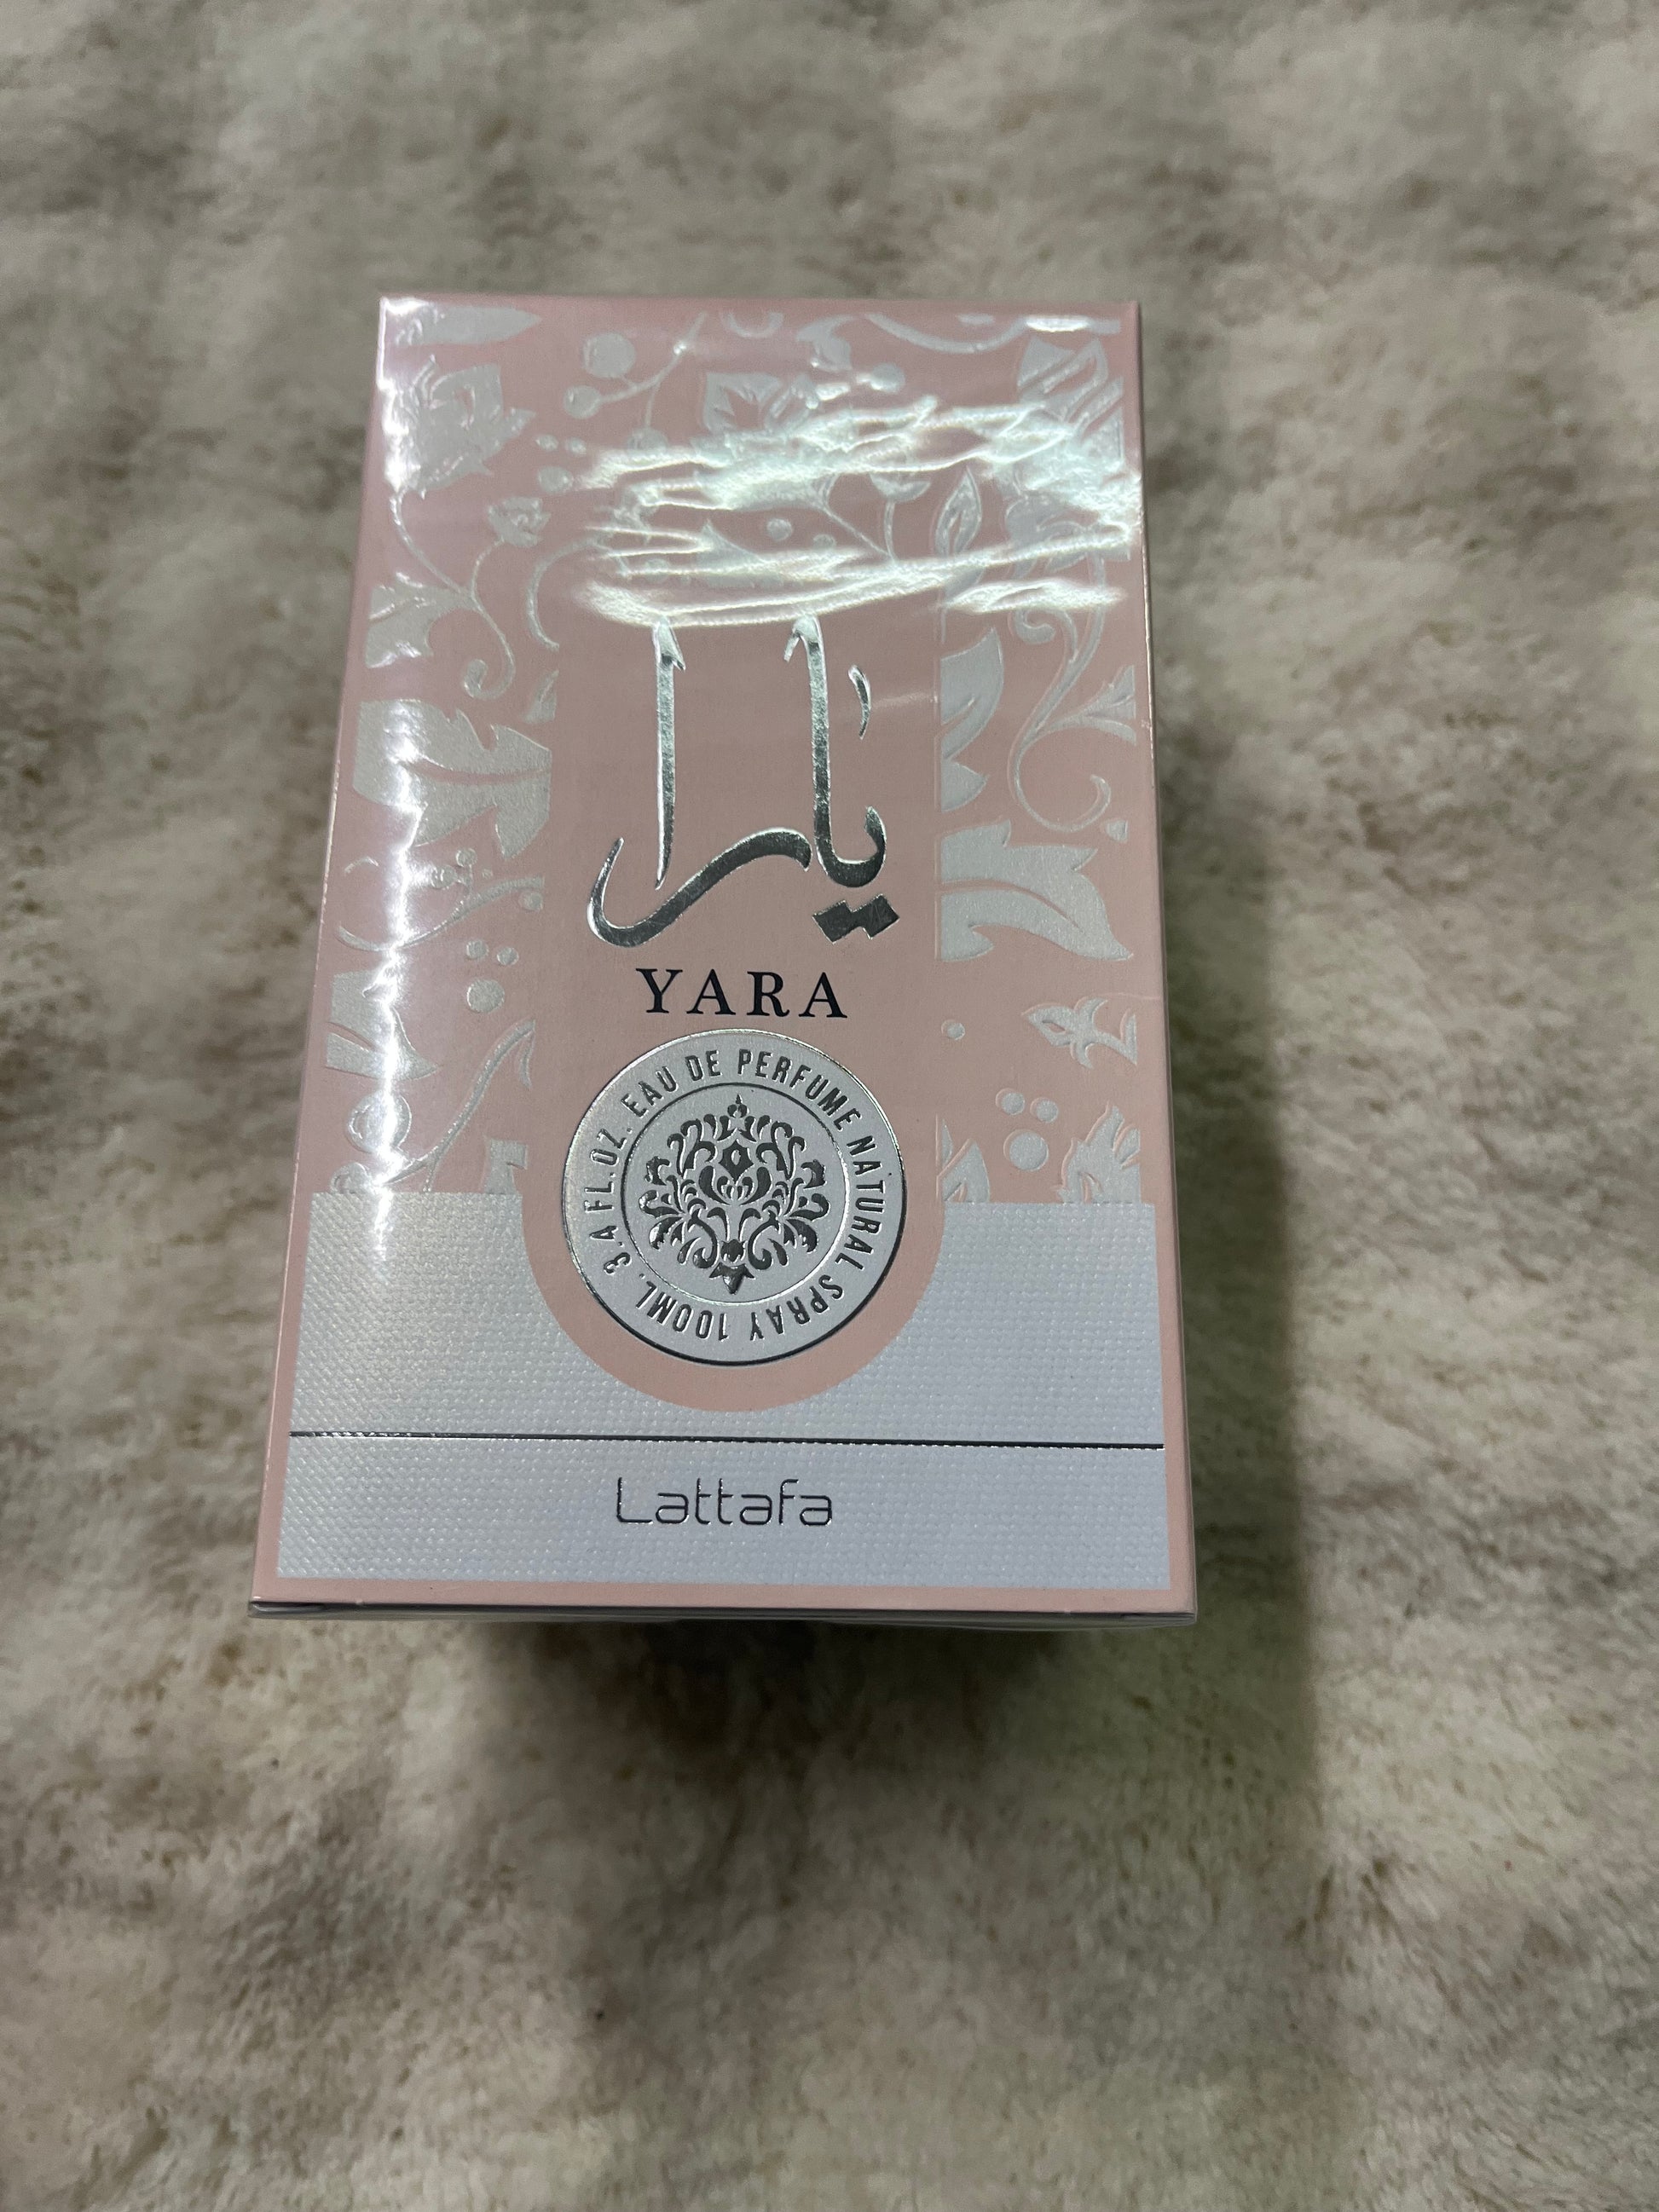 يارا
YARA
EAU DE PERFUME NATURAL SPRAY 100ML. 3.4 FL.OZ.
Lattafa